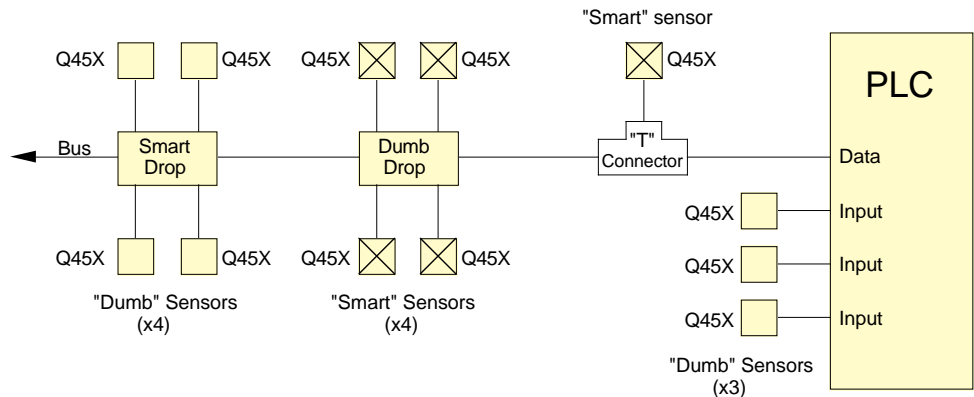 "Smart" sensor
Q45X Q45X Q45X Q45X Q45X
PLC
Bus
Smart
Drop
Dumb
Drop
"T"
Connector
Data
Q45X Input
Q45X Q45X Q45X Q45X
Q45X Input
"Dumb" Sensors
(x4)
"Smart" Sensors
(x4)
Q45X Input
"Dumb" Sensors
(x3)